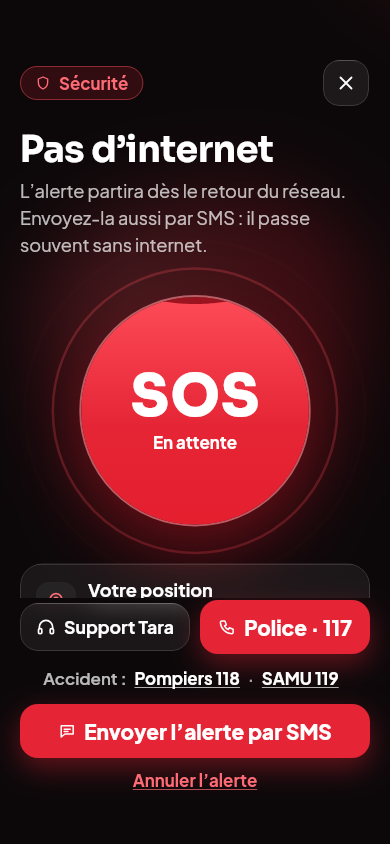 Sécurité
Pas d’internet
L’alerte partira dès le retour du réseau.
Envoyez-la aussi par SMS : il passe
souvent sans internet.
SOS
En attente
Votre position
Support Tara
Police · 117
Accident : Pompiers 118 · SAMU 119
Envoyer l’alerte par SMS
Annuler l’alerte